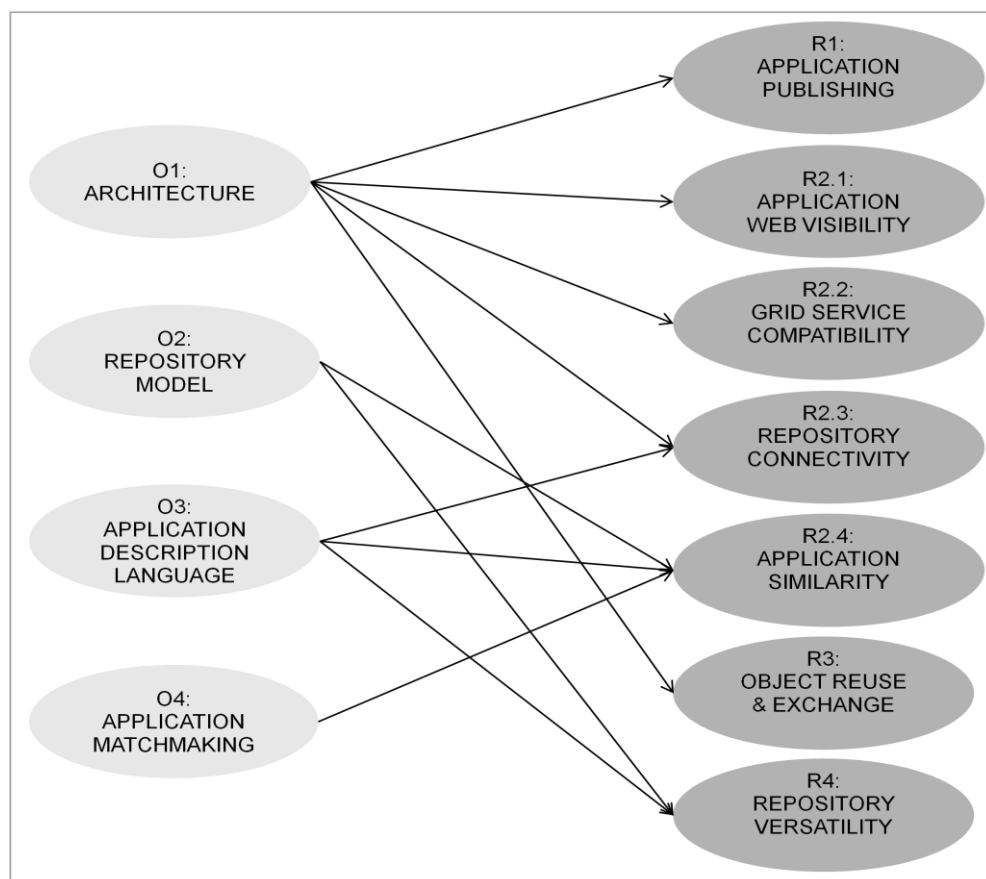 O1:
ARCHITECTURE
O2:
REPOSITORY
MODEL
O3:
APPLICATION
DESCRIPTION
LANGUAGE
O4:
APPLICATION
MATCHMAKING
R1:
APPLICATION
PUBLISHING
R2.1:
APPLICATION
WEB VISIBILITY
R2.2:
GRID SERVICE
COMPATIBILITY
R2.3:
REPOSITORY
CONNECTIVITY
R2.4:
APPLICATION
SIMILARITY
R3:
OBJECT REUSE
& EXCHANGE
R4:
REPOSITORY
VERSATILITY